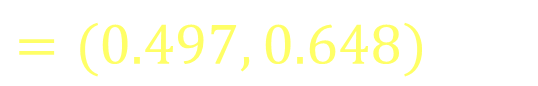 = (0.497, 0.648)